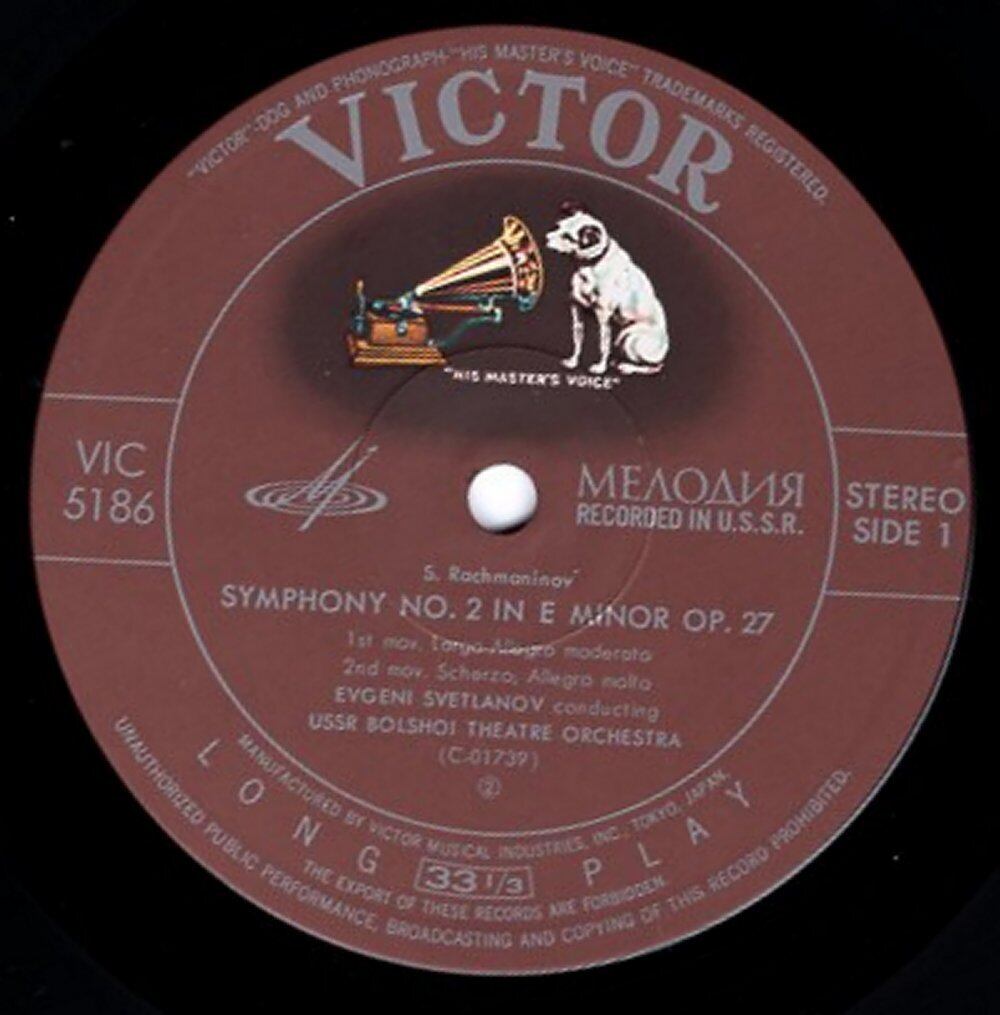 "VICTOR"-DOG AND PHONOGRAPH-"HIS MASTER'S VOICE" TRADEMARKS REGISTERED.
VICTOR
"HIS MASTER'S VOICE"
VIC
5186
МЕЛОДИЯ
RECORDED IN U.S.S.R.
STEREO
SIDE 1
S. Rachmaninov
SYMPHONY NO. 2 IN E MINOR OP. 27
1st mov. Largo-Allegro moderato
2nd mov. Scherzo, Allegro molto
EVGENI SVETLANOV conducting
USSR BOLSHOI THEATRE ORCHESTRA
(C-01739)
②
MANUFACTURED BY VICTOR MUSICAL INDUSTRIES, INC., TOKYO, JAPAN.
LONG 33 1/3 PLAY
THE EXPORT OF THESE RECORDS ARE FORBIDDEN.
UNAUTHORIZED PUBLIC PERFORMANCE, BROADCASTING AND COPYING OF THIS RECORD PROHIBITED.